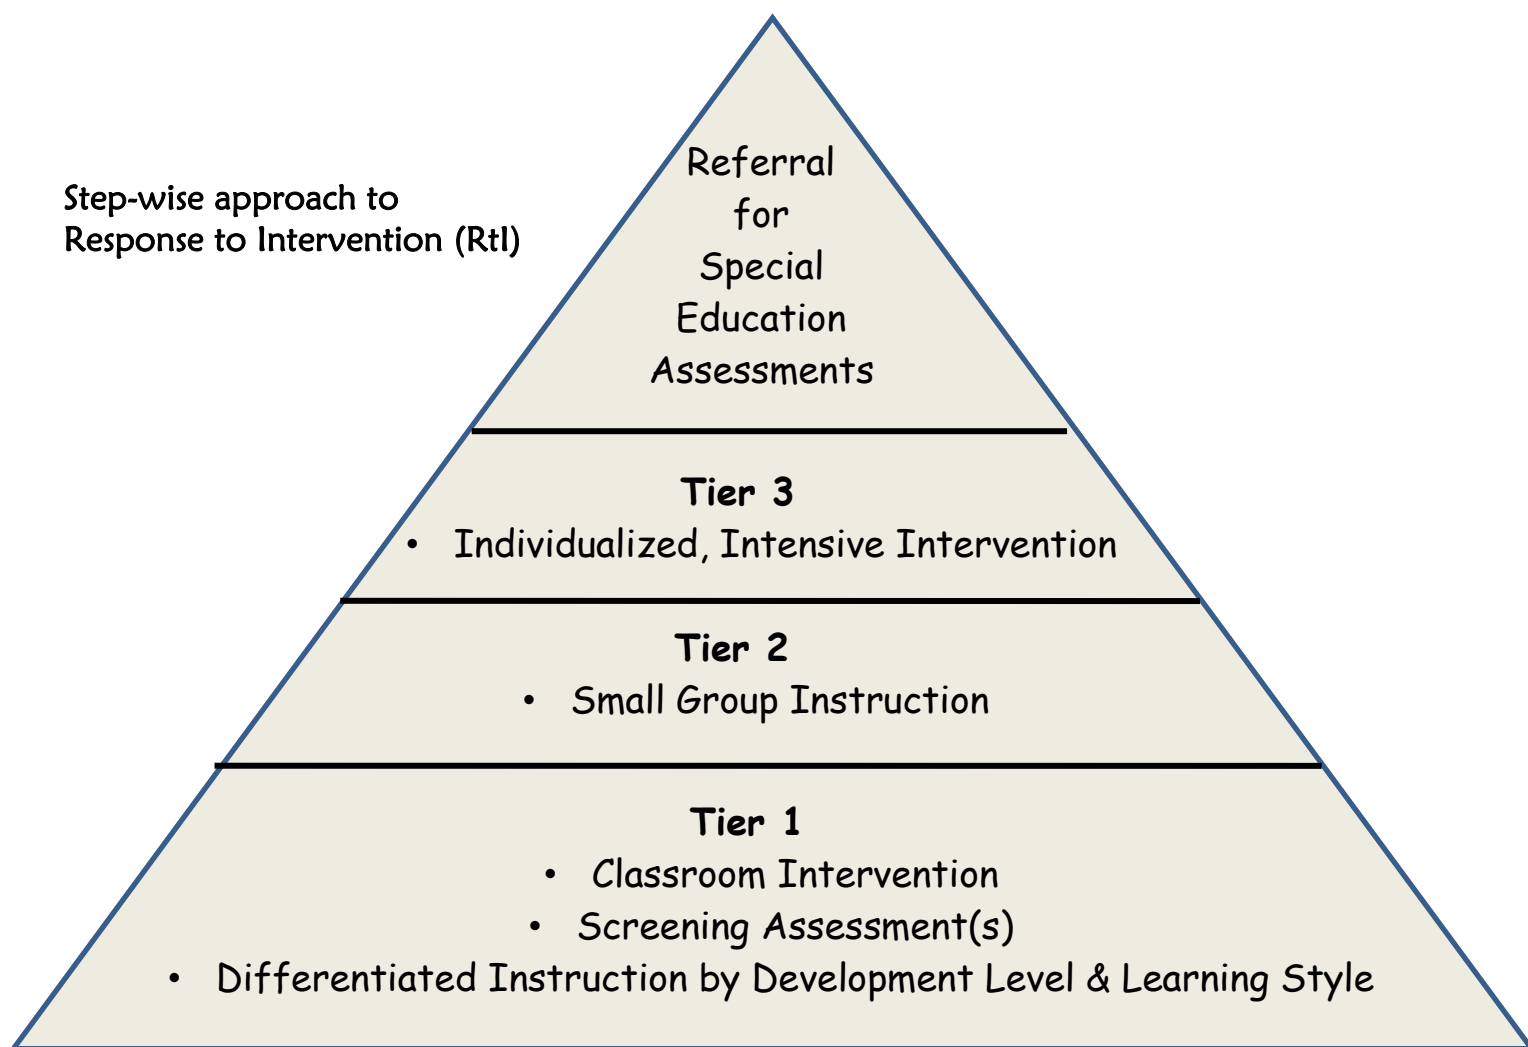 Step-wise approach to
Response to Intervention (RtI)
Referral
for
Special
Education
Assessments
Tier 3
• Individualized, Intensive Intervention
Tier 2
• Small Group Instruction
Tier 1
• Classroom Intervention
• Screening Assessment(s)
• Differentiated Instruction by Development Level & Learning Style